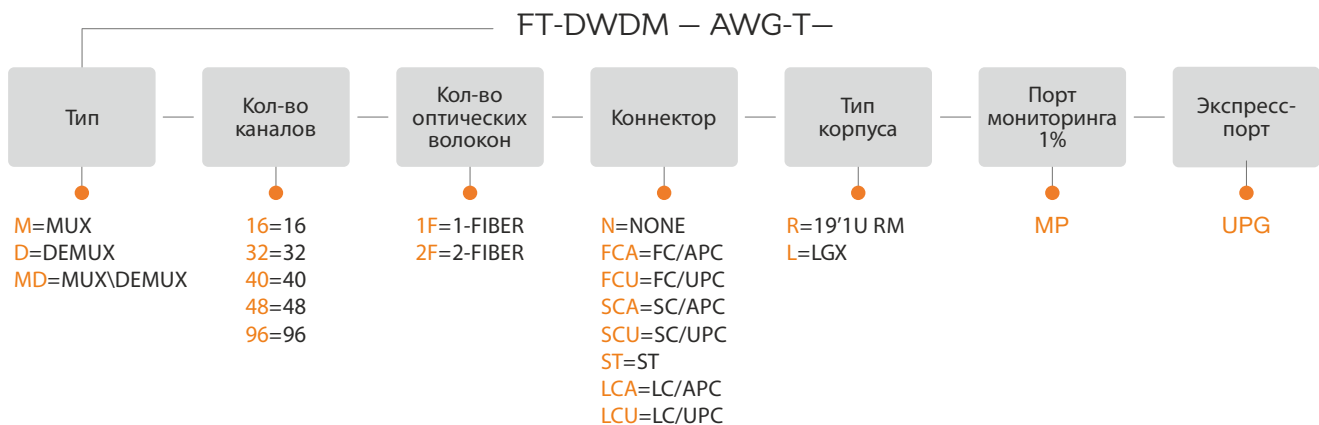 FT-DWDM — AWG-T—
Тип
Кол-во
каналов
Кол-во
оптических
волокон
Коннектор
Тип
корпуса
Порт
мониторинга
1%
Экспресс-
порт
M=MUX
D=DEMUX
MD=MUX\DEMUX
16=16
32=32
40=40
48=48
96=96
1F=1-FIBER
2F=2-FIBER
N=NONE
FCA=FC/APC
FCU=FC/UPC
SCA=SC/APC
SCU=SC/UPC
ST=ST
LCA=LC/APC
LCU=LC/UPC
R=19'1U RM
L=LGX
MP
UPG